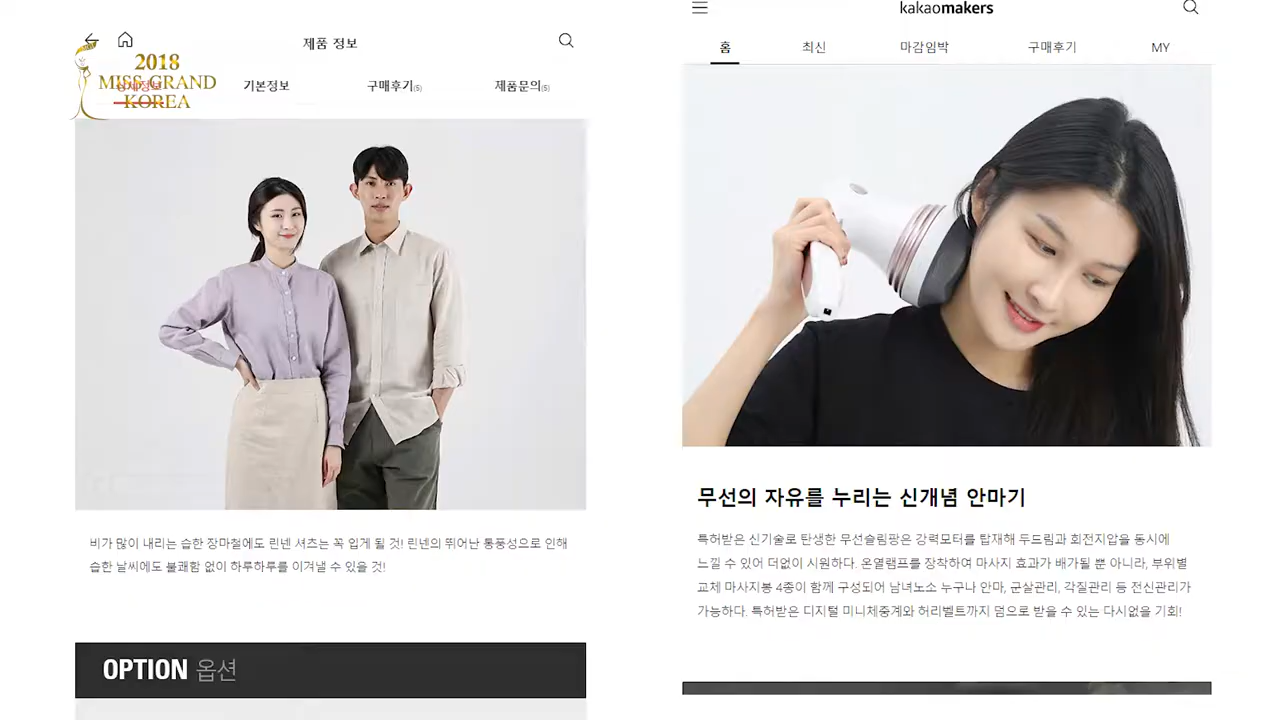 제품 정보
2018
MISS GRAND
KOREA
상세정보
기본정보
구매후기(5)
제품문의(5)
비가 많이 내리는 습한 장마철에도 린넨 셔츠는 꼭 입게 될 것! 린넨의 뛰어난 통풍성으로 인해
습한 날씨에도 불쾌함 없이 하루하루를 이겨낼 수 있을 것!
OPTION 옵션
kakaomakers
홈
최신
마감임박
구매후기
MY
무선의 자유를 누리는 신개념 안마기
특허받은 신기술로 탄생한 무선슬림팡은 강력모터를 탑재해 두드림과 회전지압을 동시에
느낄 수 있어 더없이 시원하다. 온열램프를 장착하여 마사지 효과가 배가될 뿐 아니라, 부위별
교체 마사지봉 4종이 함께 구성되어 남녀노소 누구나 안마, 군살관리, 각질관리 등 전신관리가
가능하다. 특허받은 디지털 미니체중계와 허리벨트까지 덤으로 받을 수 있는 다시없을 기회!